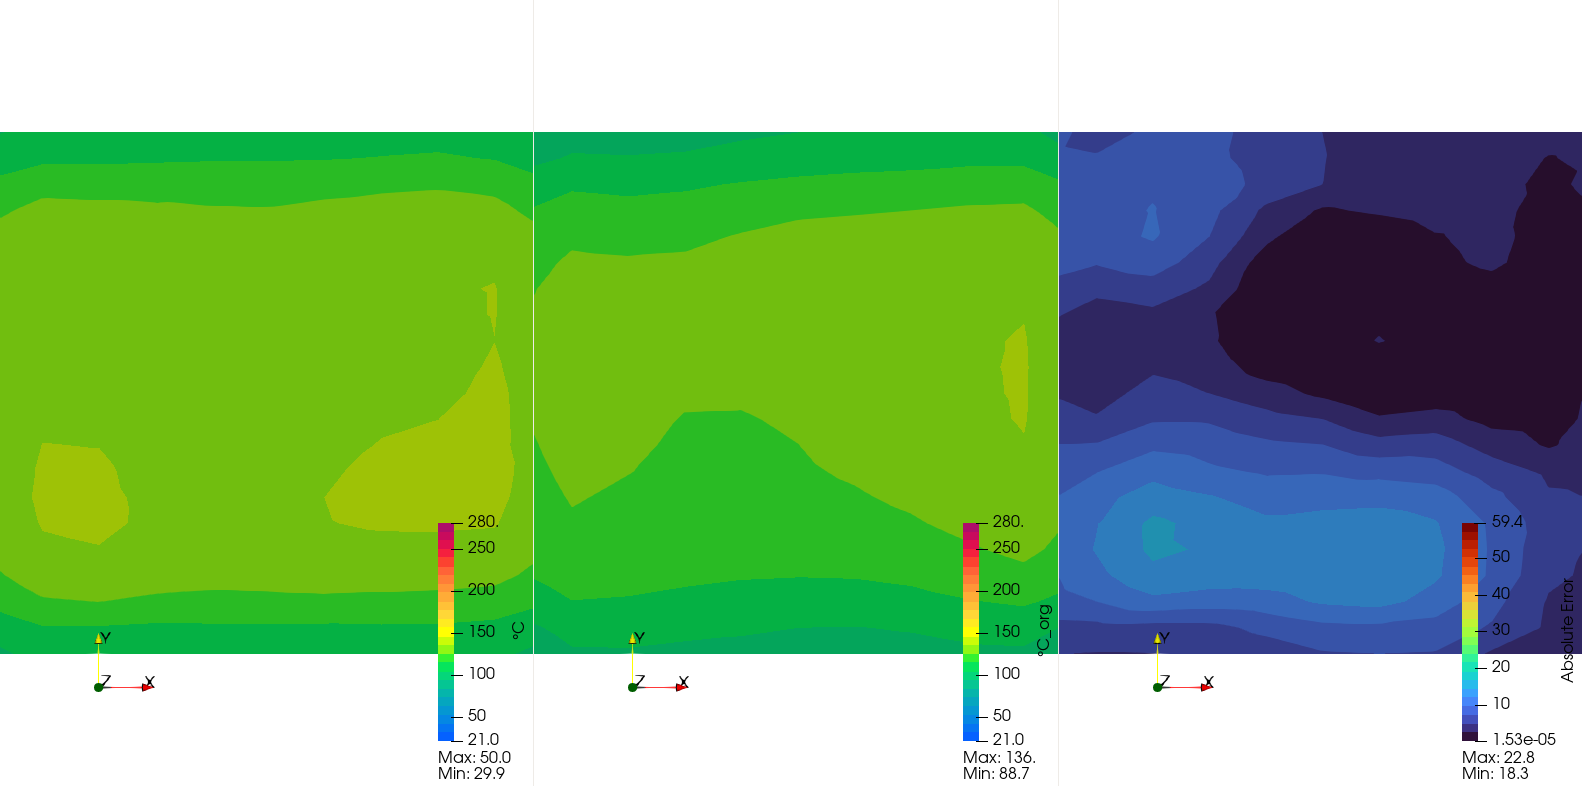 280.
250
200
150
100
50
21.0
°C
Max: 50.0
Min: 29.9
Y
Z
X
280.
250
200
150
100
50
21.0
°C_org
Max: 136.
Min: 88.7
Y
Z
X
59.4
50
40
30
20
10
1.53e-05
Absolute Error
Max: 22.8
Min: 18.3
Y
Z
X